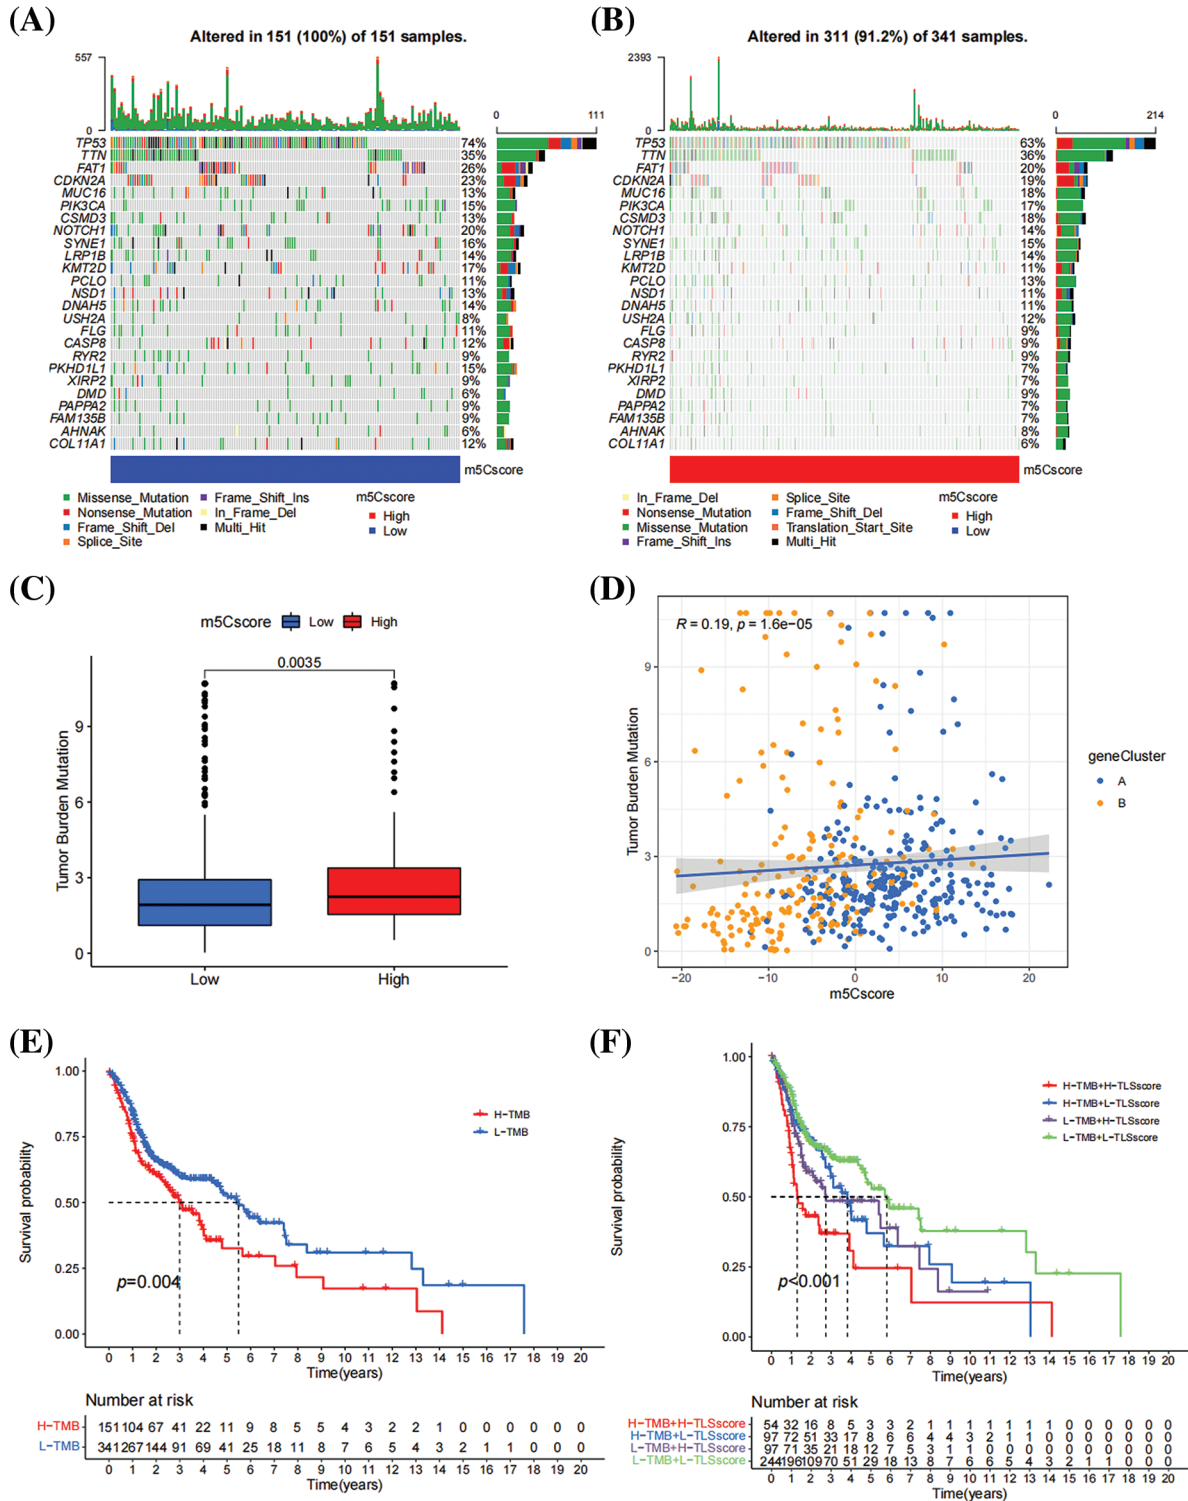 (A)
Altered in 151 (100%) of 151 samples.
557
0
0 111
TP53 74%
TTN 35%
FAT1 26%
CDKN2A 23%
MUC16 13%
PIK3CA 15%
CSMD3 13%
NOTCH1 20%
SYNE1 16%
LRP1B 14%
KMT2D 17%
PCLO 11%
NSD1 13%
DNAH5 14%
USH2A 8%
FLG 11%
CASP8 12%
RYR2 9%
PKHD1L1 15%
XIRP2 9%
DMD 6%
PAPPA2 9%
FAM135B 9%
AHNAK 6%
COL11A1 12%
m5Cscore
Missense_Mutation
Nonsense_Mutation
Frame_Shift_Del
Splice_Site
Frame_Shift_Ins
In_Frame_Del
Multi_Hit
m5Cscore
High
Low
(B)
Altered in 311 (91.2%) of 341 samples.
2393
0
0 214
TP53 63%
TTN 36%
FAT1 20%
CDKN2A 19%
MUC16 18%
PIK3CA 17%
CSMD3 18%
NOTCH1 14%
SYNE1 15%
LRP1B 14%
KMT2D 11%
PCLO 13%
NSD1 11%
DNAH5 11%
USH2A 12%
FLG 9%
CASP8 9%
RYR2 9%
PKHD1L1 7%
XIRP2 7%
DMD 9%
PAPPA2 7%
FAM135B 7%
AHNAK 8%
COL11A1 6%
m5Cscore
In_Frame_Del
Nonsense_Mutation
Missense_Mutation
Frame_Shift_Ins
Splice_Site
Frame_Shift_Del
Translation_Start_Site
Multi_Hit
m5Cscore
High
Low
(C)
m5Cscore Low High
0.0035
Tumor Burden Mutation
9
6
3
0
Low High
(D)
R = 0.19, p = 1.6e−05
Tumor Burden Mutation
9
6
3
0
−20 −10 0 10 20
m5Cscore
geneCluster
A
B
(E)
Survival probability
1.00
0.75
0.50
0.25
0.00
H−TMB
L−TMB
p=0.004
0 1 2 3 4 5 6 7 8 9 10 11 12 13 14 15 16 17 18 19 20
Time(years)
Number at risk
H−TMB 151 104 67 41 22 11 9 8 5 5 4 3 2 2 1 0 0 0 0 0 0
L−TMB 341 267 144 91 69 41 25 18 11 8 7 6 5 4 3 2 1 1 0 0 0
0 1 2 3 4 5 6 7 8 9 10 11 12 13 14 15 16 17 18 19 20
Time(years)
(F)
Survival probability
1.00
0.75
0.50
0.25
0.00
H−TMB+H−TLSscore
H−TMB+L−TLSscore
L−TMB+H−TLSscore
L−TMB+L−TLSscore
p<0.001
0 1 2 3 4 5 6 7 8 9 10 11 12 13 14 15 16 17 18 19 20
Time(years)
Number at risk
H−TMB+H−TLSscore 54 32 16 8 5 3 3 2 1 1 1 1 1 1 1 0 0 0 0 0 0
H−TMB+L−TLSscore 97 72 51 33 17 8 6 6 4 4 3 2 1 1 0 0 0 0 0 0 0
L−TMB+H−TLSscore 97 71 35 21 18 12 7 5 3 1 1 0 0 0 0 0 0 0 0 0 0
L−TMB+L−TLSscore 244 196 109 70 51 29 18 13 8 7 6 6 5 4 3 2 1 1 0 0 0
0 1 2 3 4 5 6 7 8 9 10 11 12 13 14 15 16 17 18 19 20
Time(years)